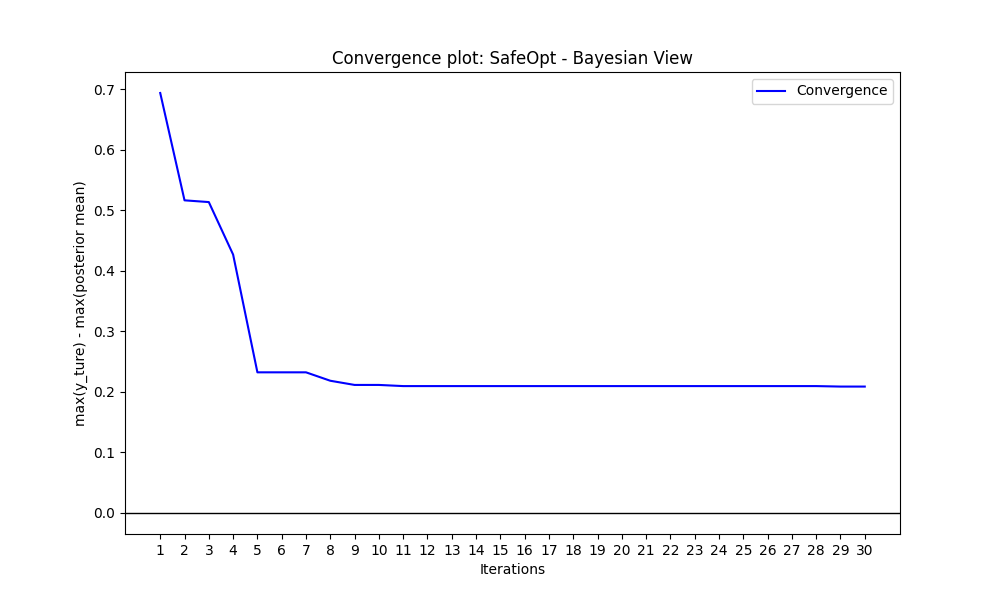 Convergence plot: SafeOpt - Bayesian View
Convergence
max(y_ture) - max(posterior mean)
0.7
0.6
0.5
0.4
0.3
0.2
0.1
0.0
1 2 3 4 5 6 7 8 9 10 11 12 13 14 15 16 17 18 19 20 21 22 23 24 25 26 27 28 29 30
Iterations